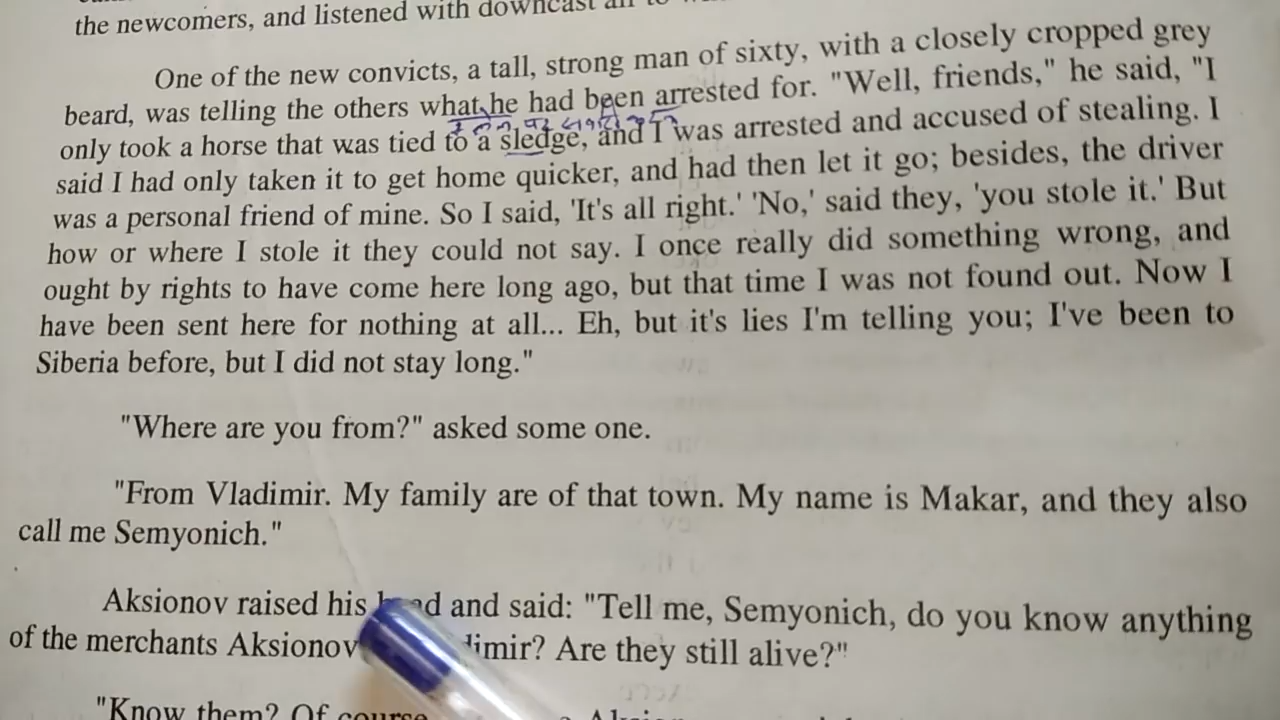 the newcomers, and listened with downcast
One of the new convicts, a tall, strong man of sixty, with a closely cropped grey
beard, was telling the others what he had been arrested for. "Well, friends," he said, "I
only took a horse that was tied to a sledge, and I was arrested and accused of stealing. I
said I had only taken it to get home quicker, and had then let it go; besides, the driver
was a personal friend of mine. So I said, 'It's all right.' 'No,' said they, 'you stole it.' But
how or where I stole it they could not say. I once really did something wrong, and
ought by rights to have come here long ago, but that time I was not found out. Now I
have been sent here for nothing at all... Eh, but it's lies I'm telling you; I've been to
Siberia before, but I did not stay long."
"Where are you from?" asked some one.
"From Vladimir. My family are of that town. My name is Makar, and they also
call me Semyonich."
Aksionov raised his head and said: "Tell me, Semyonich, do you know anything
of the merchants Aksionov Are they still alive?"
"Know them? Of course